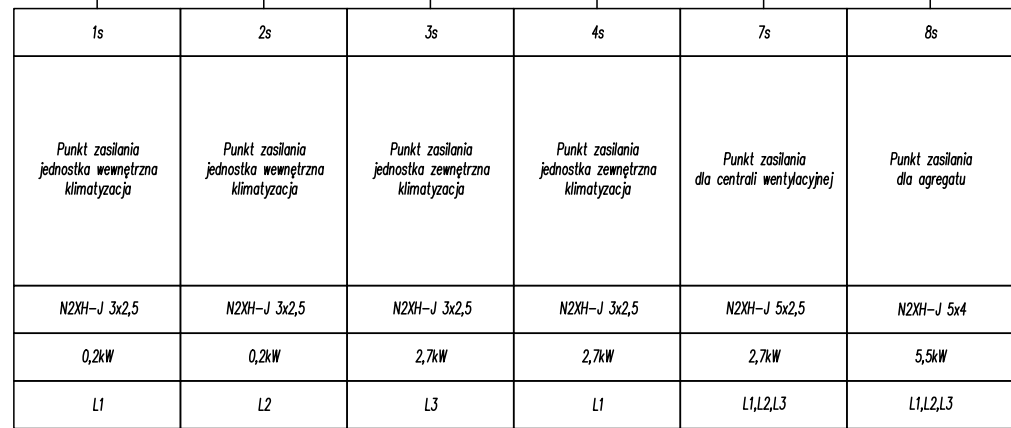 1s
2s
3s
4s
7s
8s
Punkt zasilania
jednostka wewnętrzna
klimatyzacja
Punkt zasilania
jednostka wewnętrzna
klimatyzacja
Punkt zasilania
jednostka zewnętrzna
klimatyzacja
Punkt zasilania
jednostka zewnętrzna
klimatyzacja
Punkt zasilania
dla centrali wentylacyjnej
Punkt zasilania
dla agregatu
N2XH-J 3x2,5
N2XH-J 3x2,5
N2XH-J 3x2,5
N2XH-J 3x2,5
N2XH-J 5x2,5
N2XH-J 5x4
0,2kW
0,2kW
2,7kW
2,7kW
2,7kW
5,5kW
L1
L2
L3
L1
L1,L2,L3
L1,L2,L3